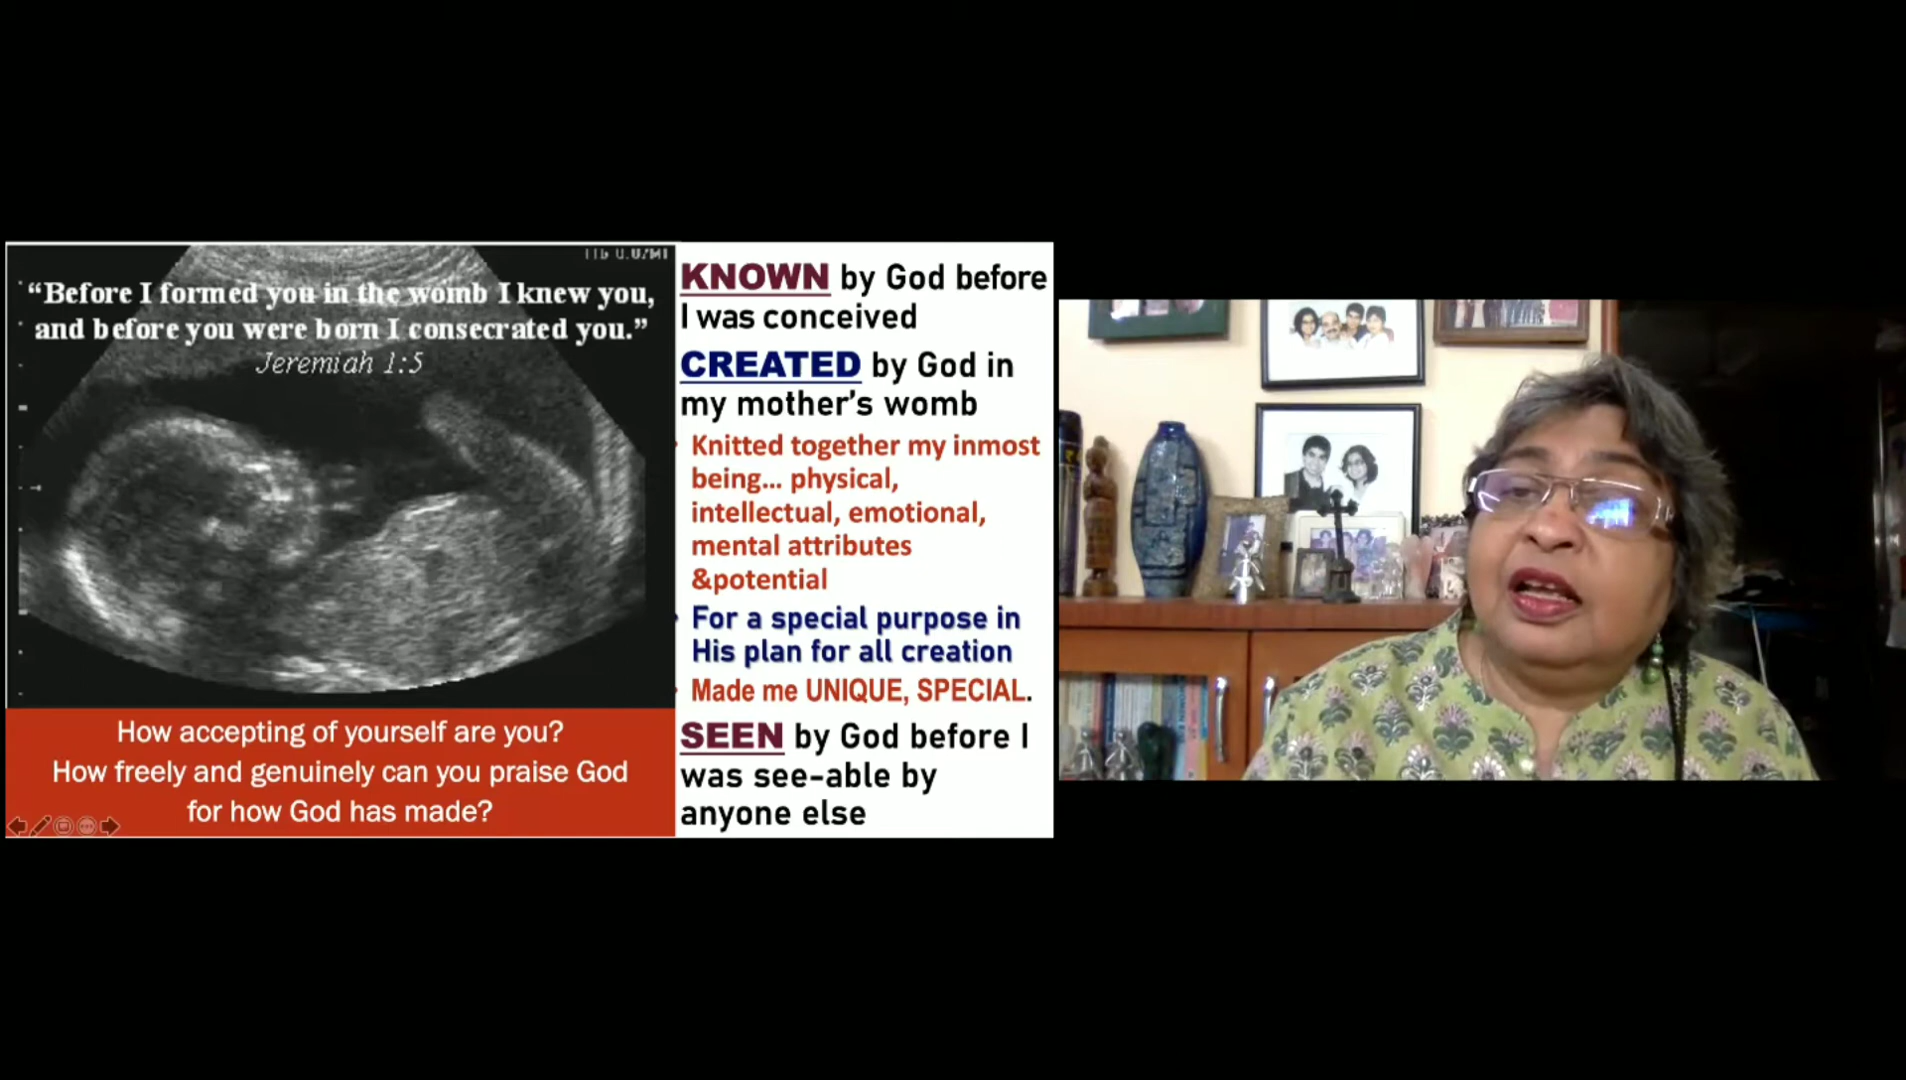 “Before I formed you in the womb I knew you,
and before you were born I consecrated you.”
Jeremiah 1:5
How accepting of yourself are you?
How freely and genuinely can you praise God
for how God has made?
KNOWN by God before
I was conceived
CREATED by God in
my mother’s womb
Knitted together my inmost
being... physical,
intellectual, emotional,
mental attributes
&potential
For a special purpose in
His plan for all creation
Made me UNIQUE, SPECIAL.
SEEN by God before I
was see-able by
anyone else